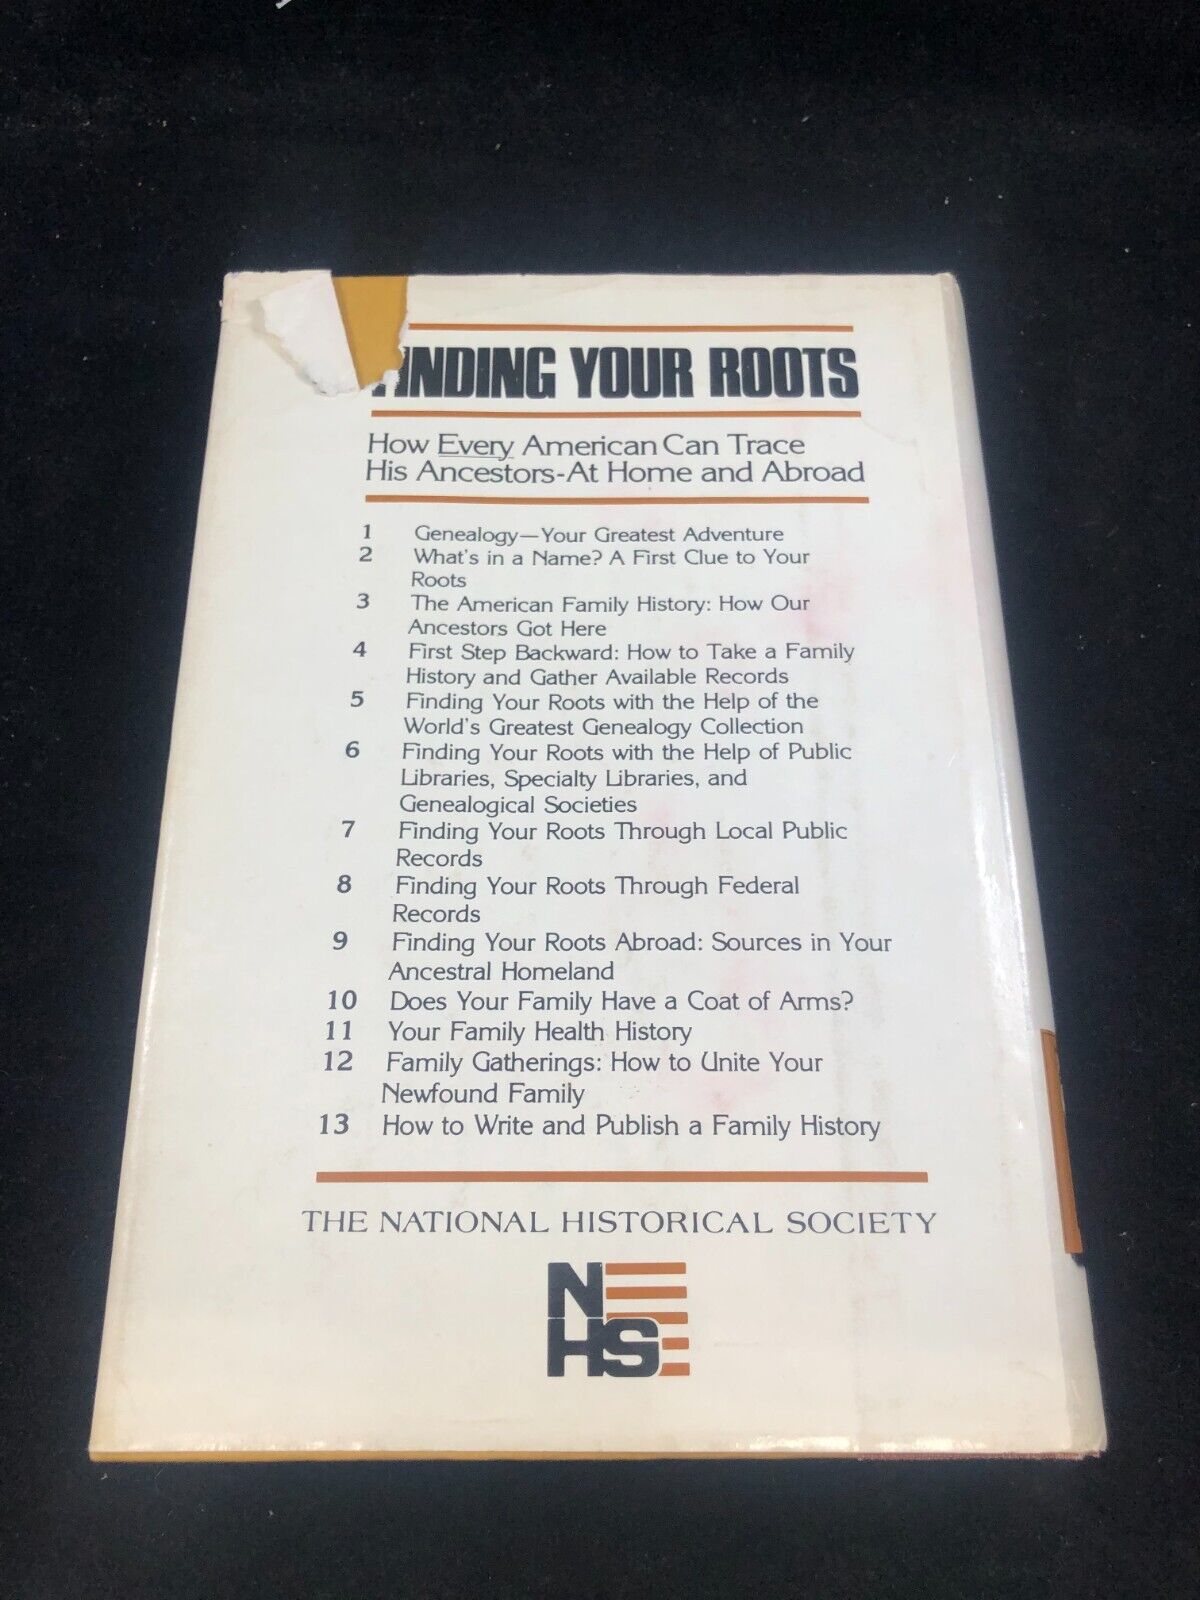 FINDING YOUR ROOTS
How Every American Can Trace
His Ancestors-At Home and Abroad
1 Genealogy—Your Greatest Adventure
2 What's in a Name? A First Clue to Your
Roots
3 The American Family History: How Our
Ancestors Got Here
4 First Step Backward: How to Take a Family
History and Gather Available Records
5 Finding Your Roots with the Help of the
World's Greatest Genealogy Collection
6 Finding Your Roots with the Help of Public
Libraries, Specialty Libraries, and
Genealogical Societies
7 Finding Your Roots Through Local Public
Records
8 Finding Your Roots Through Federal
Records
9 Finding Your Roots Abroad: Sources in Your
Ancestral Homeland
10 Does Your Family Have a Coat of Arms?
11 Your Family Health History
12 Family Gatherings: How to Unite Your
Newfound Family
13 How to Write and Publish a Family History
THE NATIONAL HISTORICAL SOCIETY
N
HS